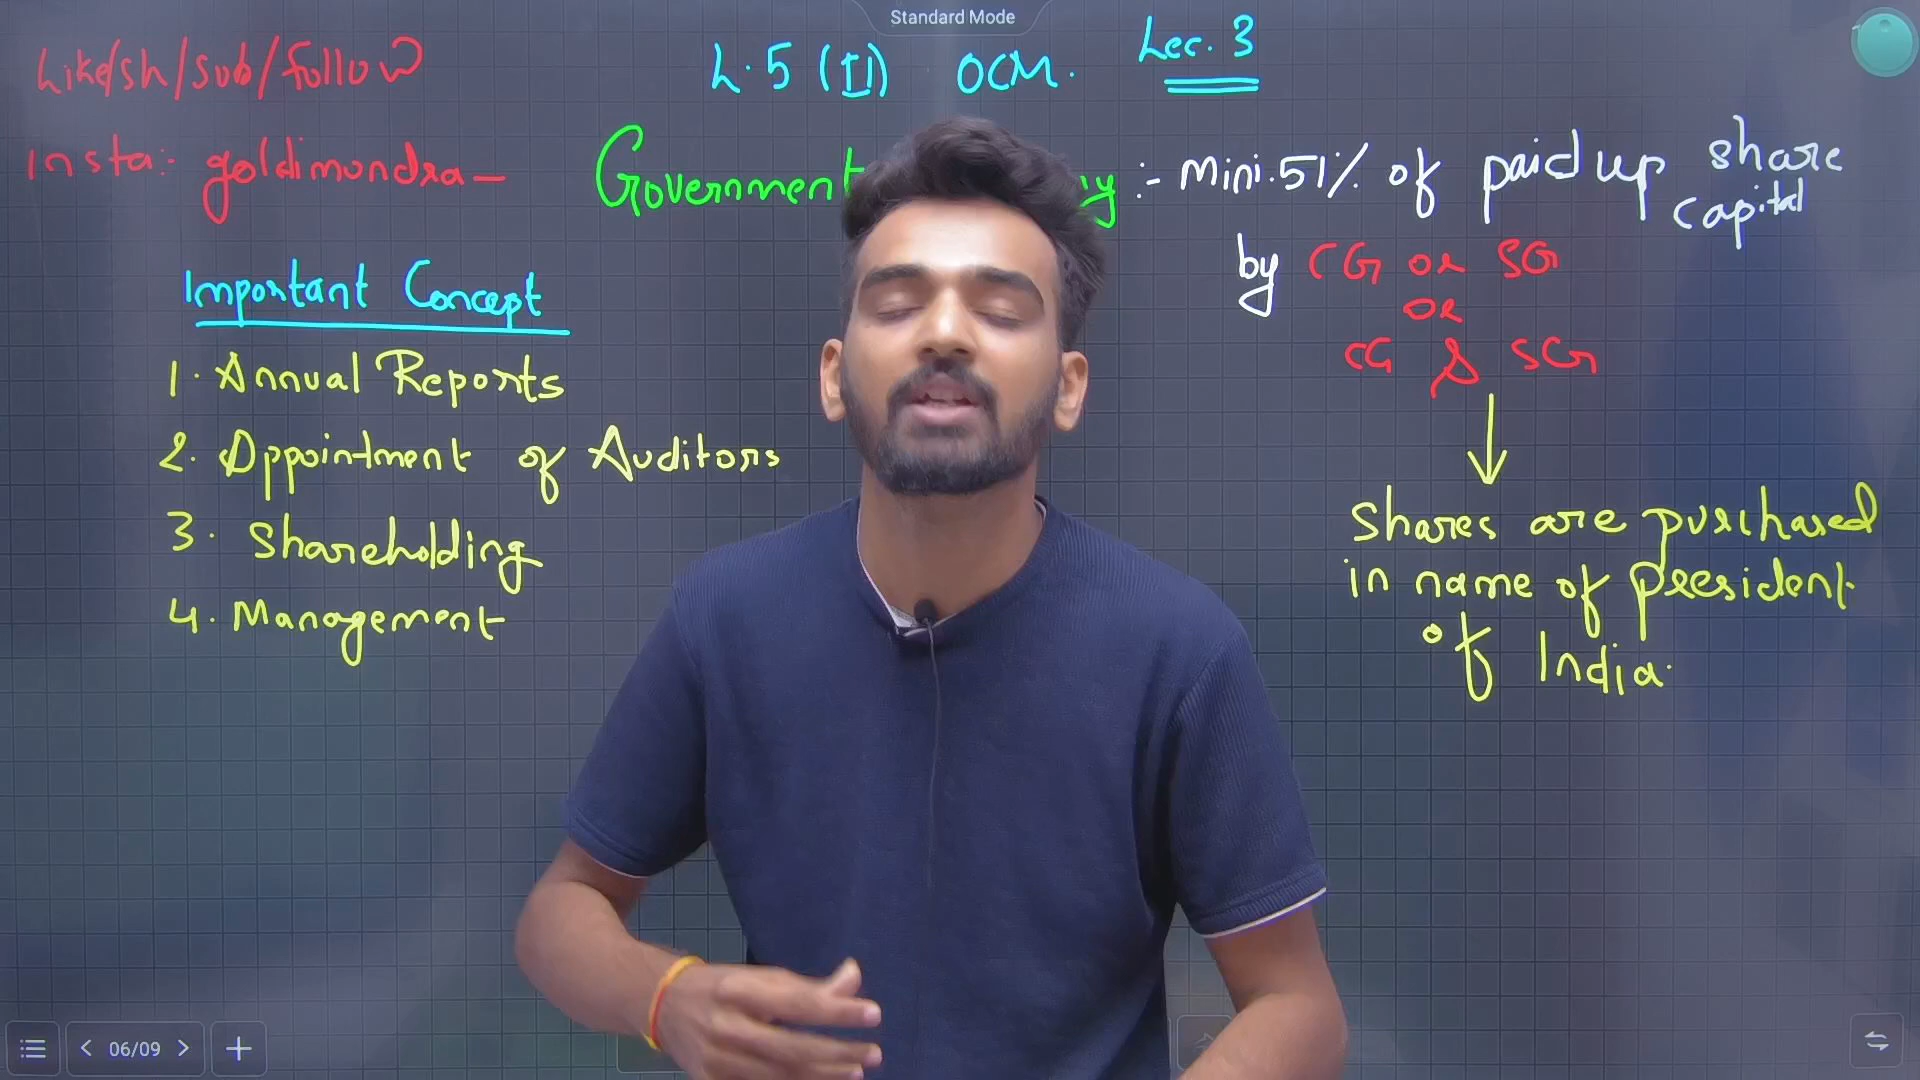 Standard Mode
Like/sh/sub/follow
L.5 (II) OCM. Lec. 3
Insta:- goldimundra_
Government :- Mini. 51% of paid up share capital
by CG or SG
or
CG & SG
Important Concept
1. Annual Reports
2. Appointment of Auditors
3. Shareholding
4. Management
Shares are purchased
in name of president
of India.
06/09